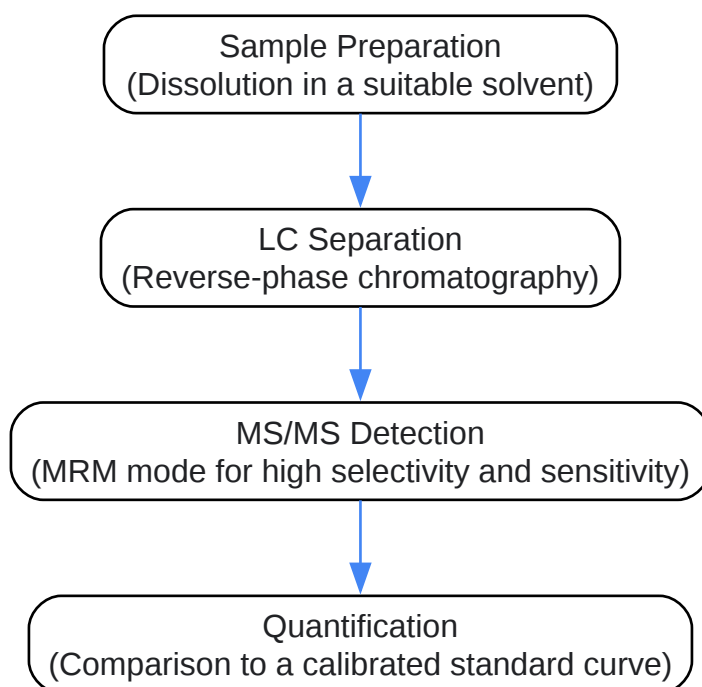 Sample Preparation
(Dissolution in a suitable solvent)
LC Separation
(Reverse-phase chromatography)
MS/MS Detection
(MRM mode for high selectivity and sensitivity)
Quantification
(Comparison to a calibrated standard curve)